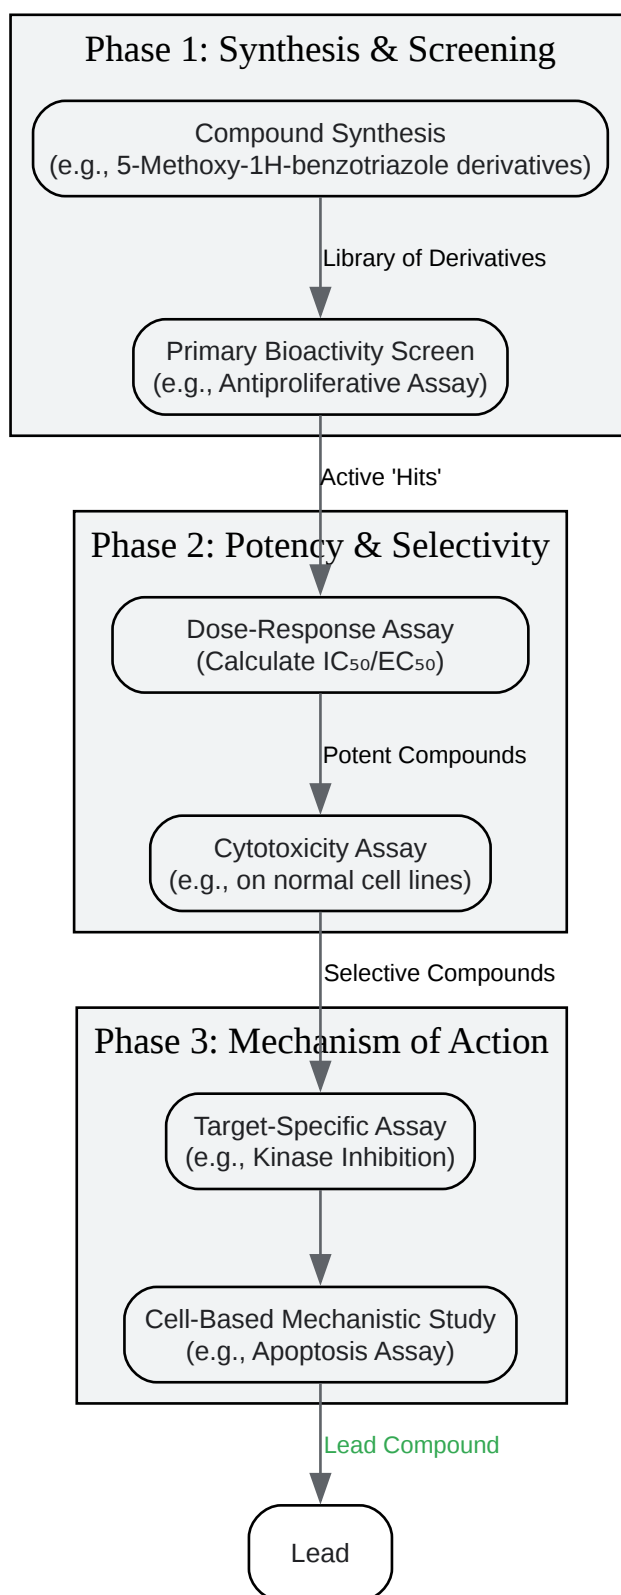 Phase 1: Synthesis & Screening
Compound Synthesis
(e.g., 5-Methoxy-1H-benzotriazole derivatives)
Library of Derivatives
Primary Bioactivity Screen
(e.g., Antiproliferative Assay)
Active 'Hits'
Phase 2: Potency & Selectivity
Dose-Response Assay
(Calculate IC₅₀/EC₅₀)
Potent Compounds
Cytotoxicity Assay
(e.g., on normal cell lines)
Selective Compounds
Phase 3: Mechanism of Action
Target-Specific Assay
(e.g., Kinase Inhibition)
Cell-Based Mechanistic Study
(e.g., Apoptosis Assay)
Lead Compound
Lead